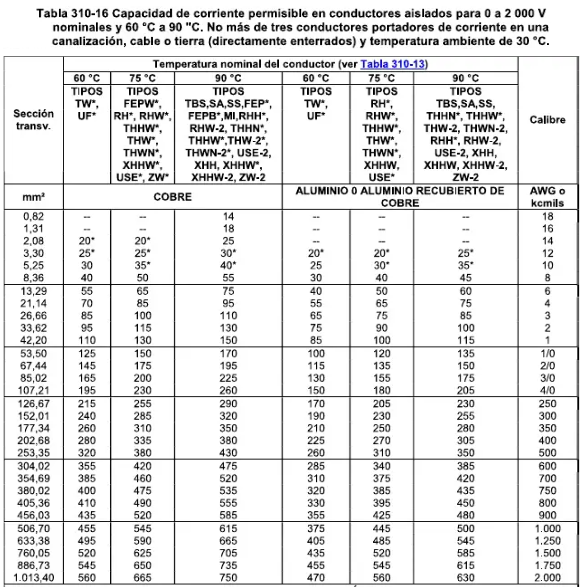 Tabla 310-16 Capacidad de corriente permisible en conductores aislados para 0 a 2 000 V
nominales y 60 °C a 90 °C. No más de tres conductores portadores de corriente en una
canalización, cable o tierra (directamente enterrados) y temperatura ambiente de 30 °C.
Temperatura nominal del conductor (ver Tabla 310-13)
Sección transv. 60 °C 75 °C 90 °C 60 °C 75 °C 90 °C Calibre
TIPOS TIPOS TIPOS TIPOS TIPOS TIPOS
TW*, FEPW*, TBS,SA,SS,FEP*, TW*, RH*, TBS,SA,SS,
UF* RH*, RHW*, FEPB*,MI,RHH*, UF* RHW*, THHN*, THHW*,
THHW*, RHW-2, THHN*, THHW*, THW-2, THWN-2,
THW*, THHW*,THW-2*, THW*, RHH*, RHW-2,
THWN*, THWN-2*, USE-2, THWN*, USE-2, XHH,
XHHW*, XHH, XHHW*, XHHW, XHHW, XHHW-2,
USE*, ZW* XHHW-2, ZW-2 USE* ZW-2
mm² COBRE ALUMINIO 0 ALUMINIO RECUBIERTO DE COBRE AWG o kcmils
0,82 -- -- 14 -- -- -- 18
1,31 -- -- 18 -- -- -- 16
2,08 20* 20* 25 -- -- -- 14
3,30 25* 25* 30* 20* 20* 25* 12
5,25 30 35* 40* 25 30* 35* 10
8,36 40 50 55 30 40 45 8
13,29 55 65 75 40 50 60 6
21,14 70 85 95 55 65 75 4
26,66 85 100 110 65 75 85 3
33,62 95 115 130 75 90 100 2
42,20 110 130 150 85 100 115 1
53,50 125 150 170 100 120 135 1/0
67,44 145 175 195 115 135 150 2/0
85,02 165 200 225 130 155 175 3/0
107,21 195 230 260 150 180 205 4/0
126,67 215 255 290 170 205 230 250
152,01 240 285 320 190 230 255 300
177,34 260 310 350 210 250 280 350
202,68 280 335 380 225 270 305 400
253,35 320 380 430 260 310 350 500
304,02 355 420 475 285 340 385 600
354,69 385 460 520 310 375 420 700
380,02 400 475 535 320 385 435 750
405,36 410 490 555 330 395 450 800
456,03 435 520 585 355 425 480 900
506,70 455 545 615 375 445 500 1.000
633,38 495 590 665 405 485 545 1.250
760,05 520 625 705 435 520 585 1.500
886,73 545 650 735 455 545 615 1.750
1.013,40 560 665 750 470 560 630 2.000